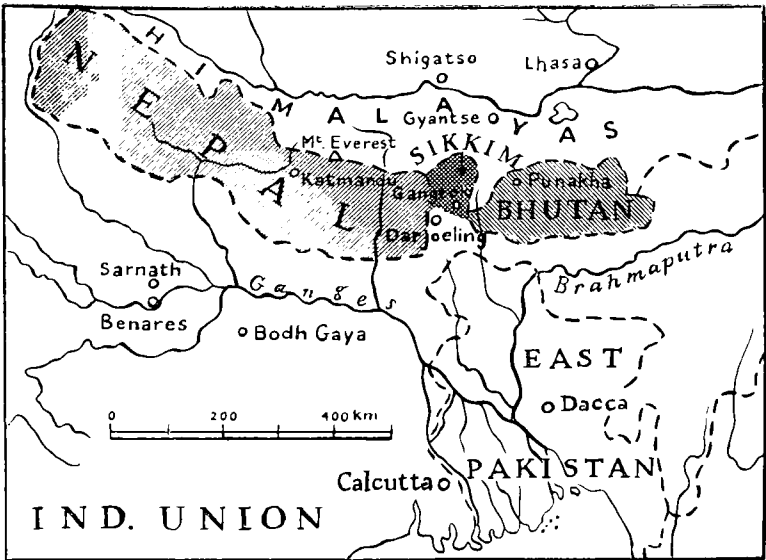 HIMALAYAS
NEPAL
Shigatso
Lhasa
Gyantse
Mt. Everest
SIKKIM
Katmandu
Gangtok
Punakha
BHUTAN
Darjoeling
Sarnath
Benares
Ganges
Brahmaputra
Bodh Gaya
EAST
0 200 400 km
Dacca
PAKISTAN
Calcutta
IND. UNION